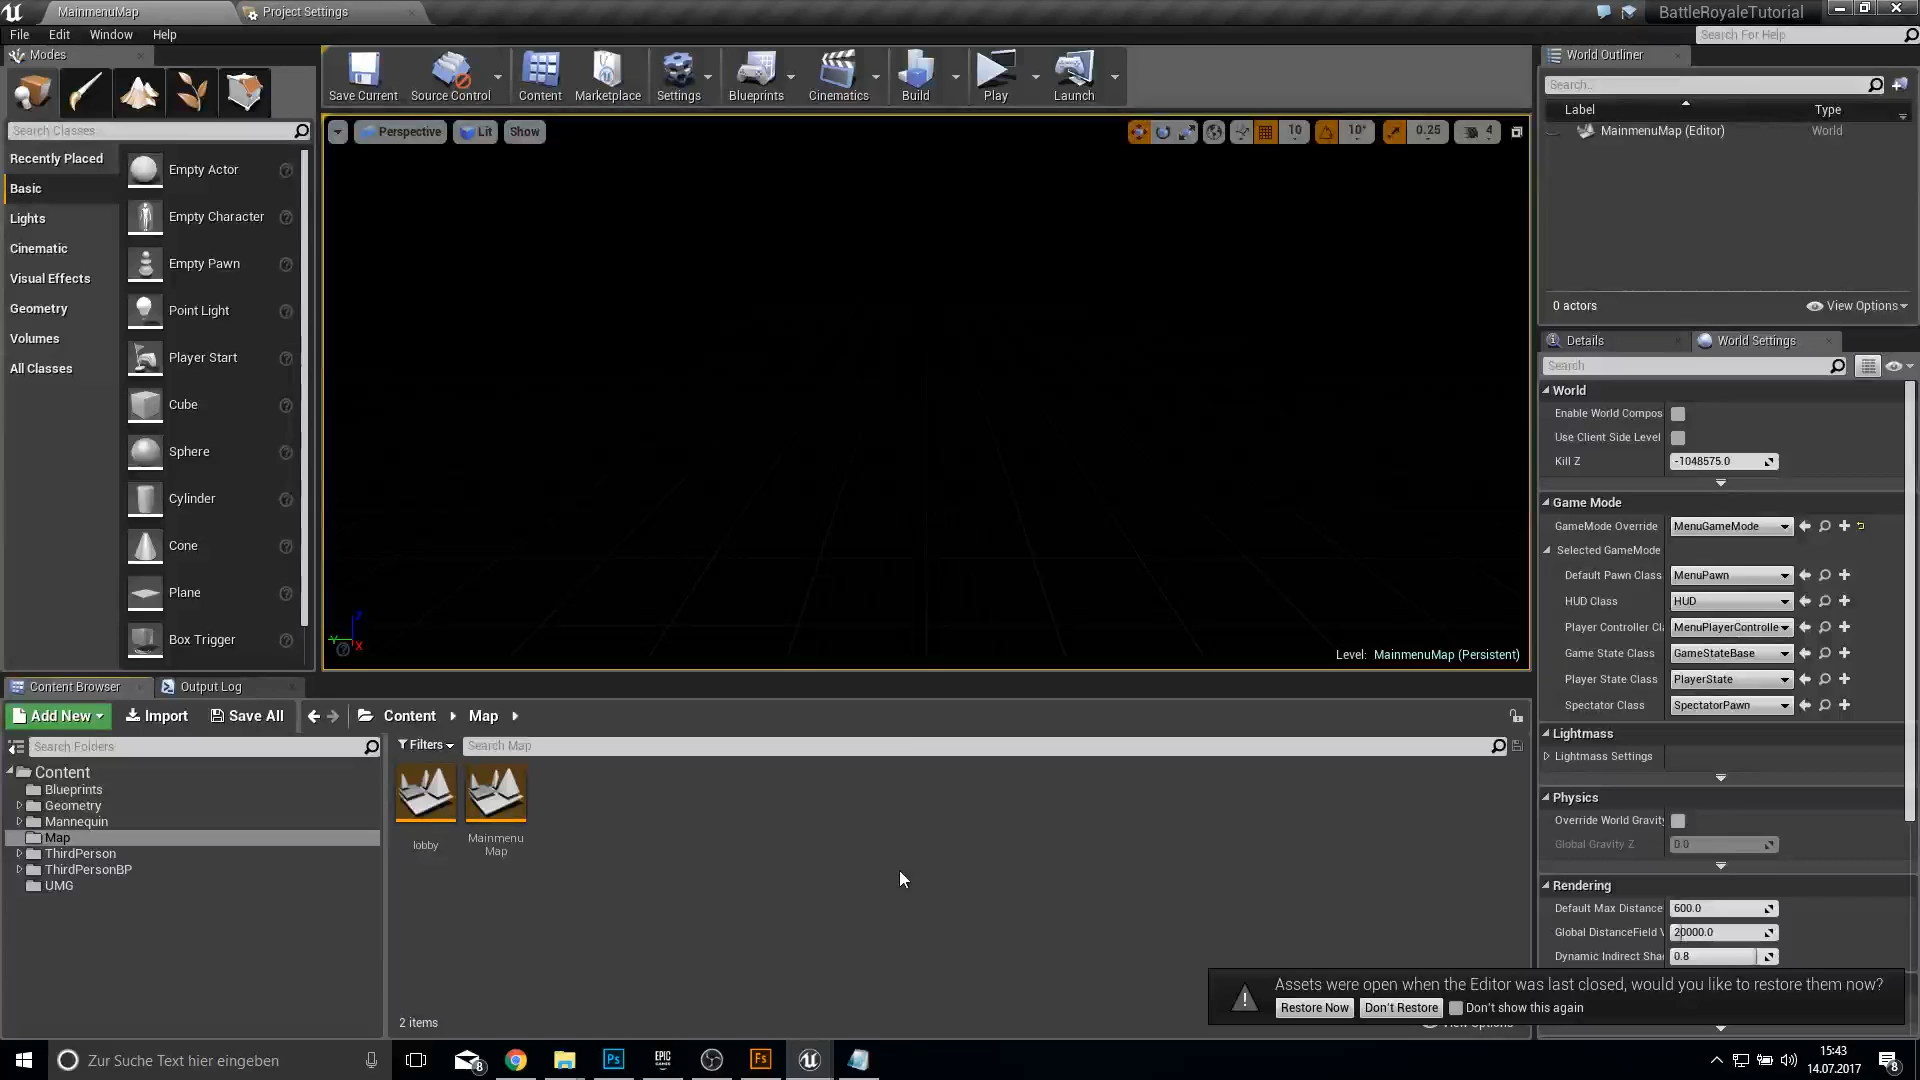 MainmenuMap
Project Settings
BattleRoyaleTutorial
File Edit Window Help
Search For Help
Modes
Search Classes
Recently Placed
Basic
Lights
Cinematic
Visual Effects
Geometry
Volumes
All Classes
Empty Actor
Empty Character
Empty Pawn
Point Light
Player Start
Cube
Sphere
Cylinder
Cone
Plane
Box Trigger
Save Current
Source Control
Content
Marketplace
Settings
Blueprints
Cinematics
Build
Play
Launch
Perspective
Lit
Show
10
10°
0.25
4
Z
Y
X
Level: MainmenuMap (Persistent)
World Outliner
Search...
Label Type
MainmenuMap (Editor) World
0 actors
View Options
Details
World Settings
Search
World
Enable World Compos
Use Client Side Level
Kill Z -1048575.0
Game Mode
GameMode Override MenuGameMode
Selected GameMode
Default Pawn Class MenuPawn
HUD Class HUD
Player Controller Cl MenuPlayerControlle
Game State Class GameStateBase
Player State Class PlayerState
Spectator Class SpectatorPawn
Lightmass
Lightmass Settings
Physics
Override World Gravity
Global Gravity Z 0.0
Rendering
Default Max Distance 600.0
Global DistanceField V 20000.0
Dynamic Indirect Sha 0.8
Content Browser
Output Log
Add New
Import
Save All
Content
Map
Search Folders
Filters
Search Map
Content
Blueprints
Geometry
Mannequin
Map
ThirdPerson
ThirdPersonBP
UMG
lobby
Mainmenu
Map
2 items
View Options
Assets were open when the Editor was last closed, would you like to restore them now?
Restore Now
Don't Restore
Don't show this again
Zur Suche Text hier eingeben
8
Ps
EPIC
GAMES
Fs
15:43
14.07.2017
8